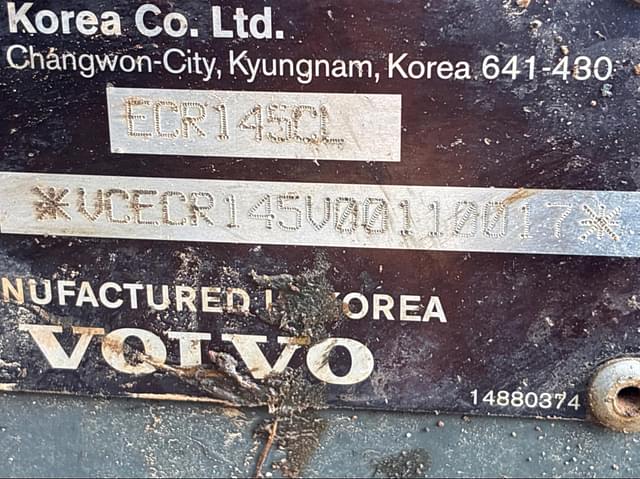 Korea Co. Ltd.
Changwon-City, Kyungnam, Korea 641-430
ECR145CL
*VCECR145V00110017*
NUFACTURED KOREA
VOLVO
14880374